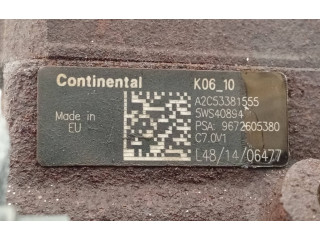 Continental K06_10
A2C53381555
Made in EU
5WS40894
PSA: 9672605380
C7.0V1
L48/14/06477